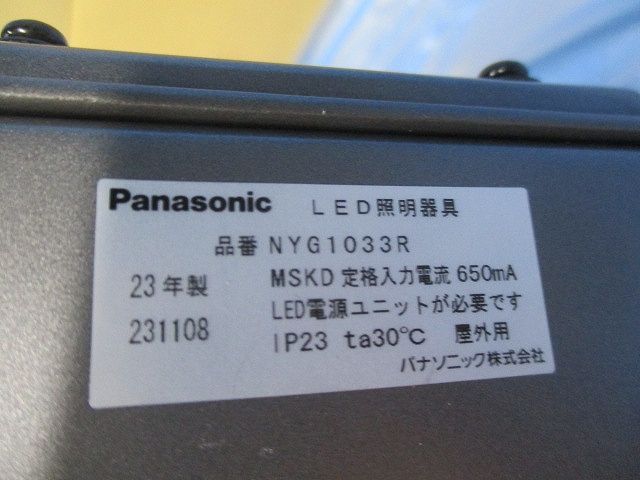 Panasonic LED照明器具
品番 NYG1033R
23年製 MSKD 定格入力電流 650mA
231108 LED電源ユニットが必要です
IP23 ta30℃ 屋外用
パナソニック株式会社